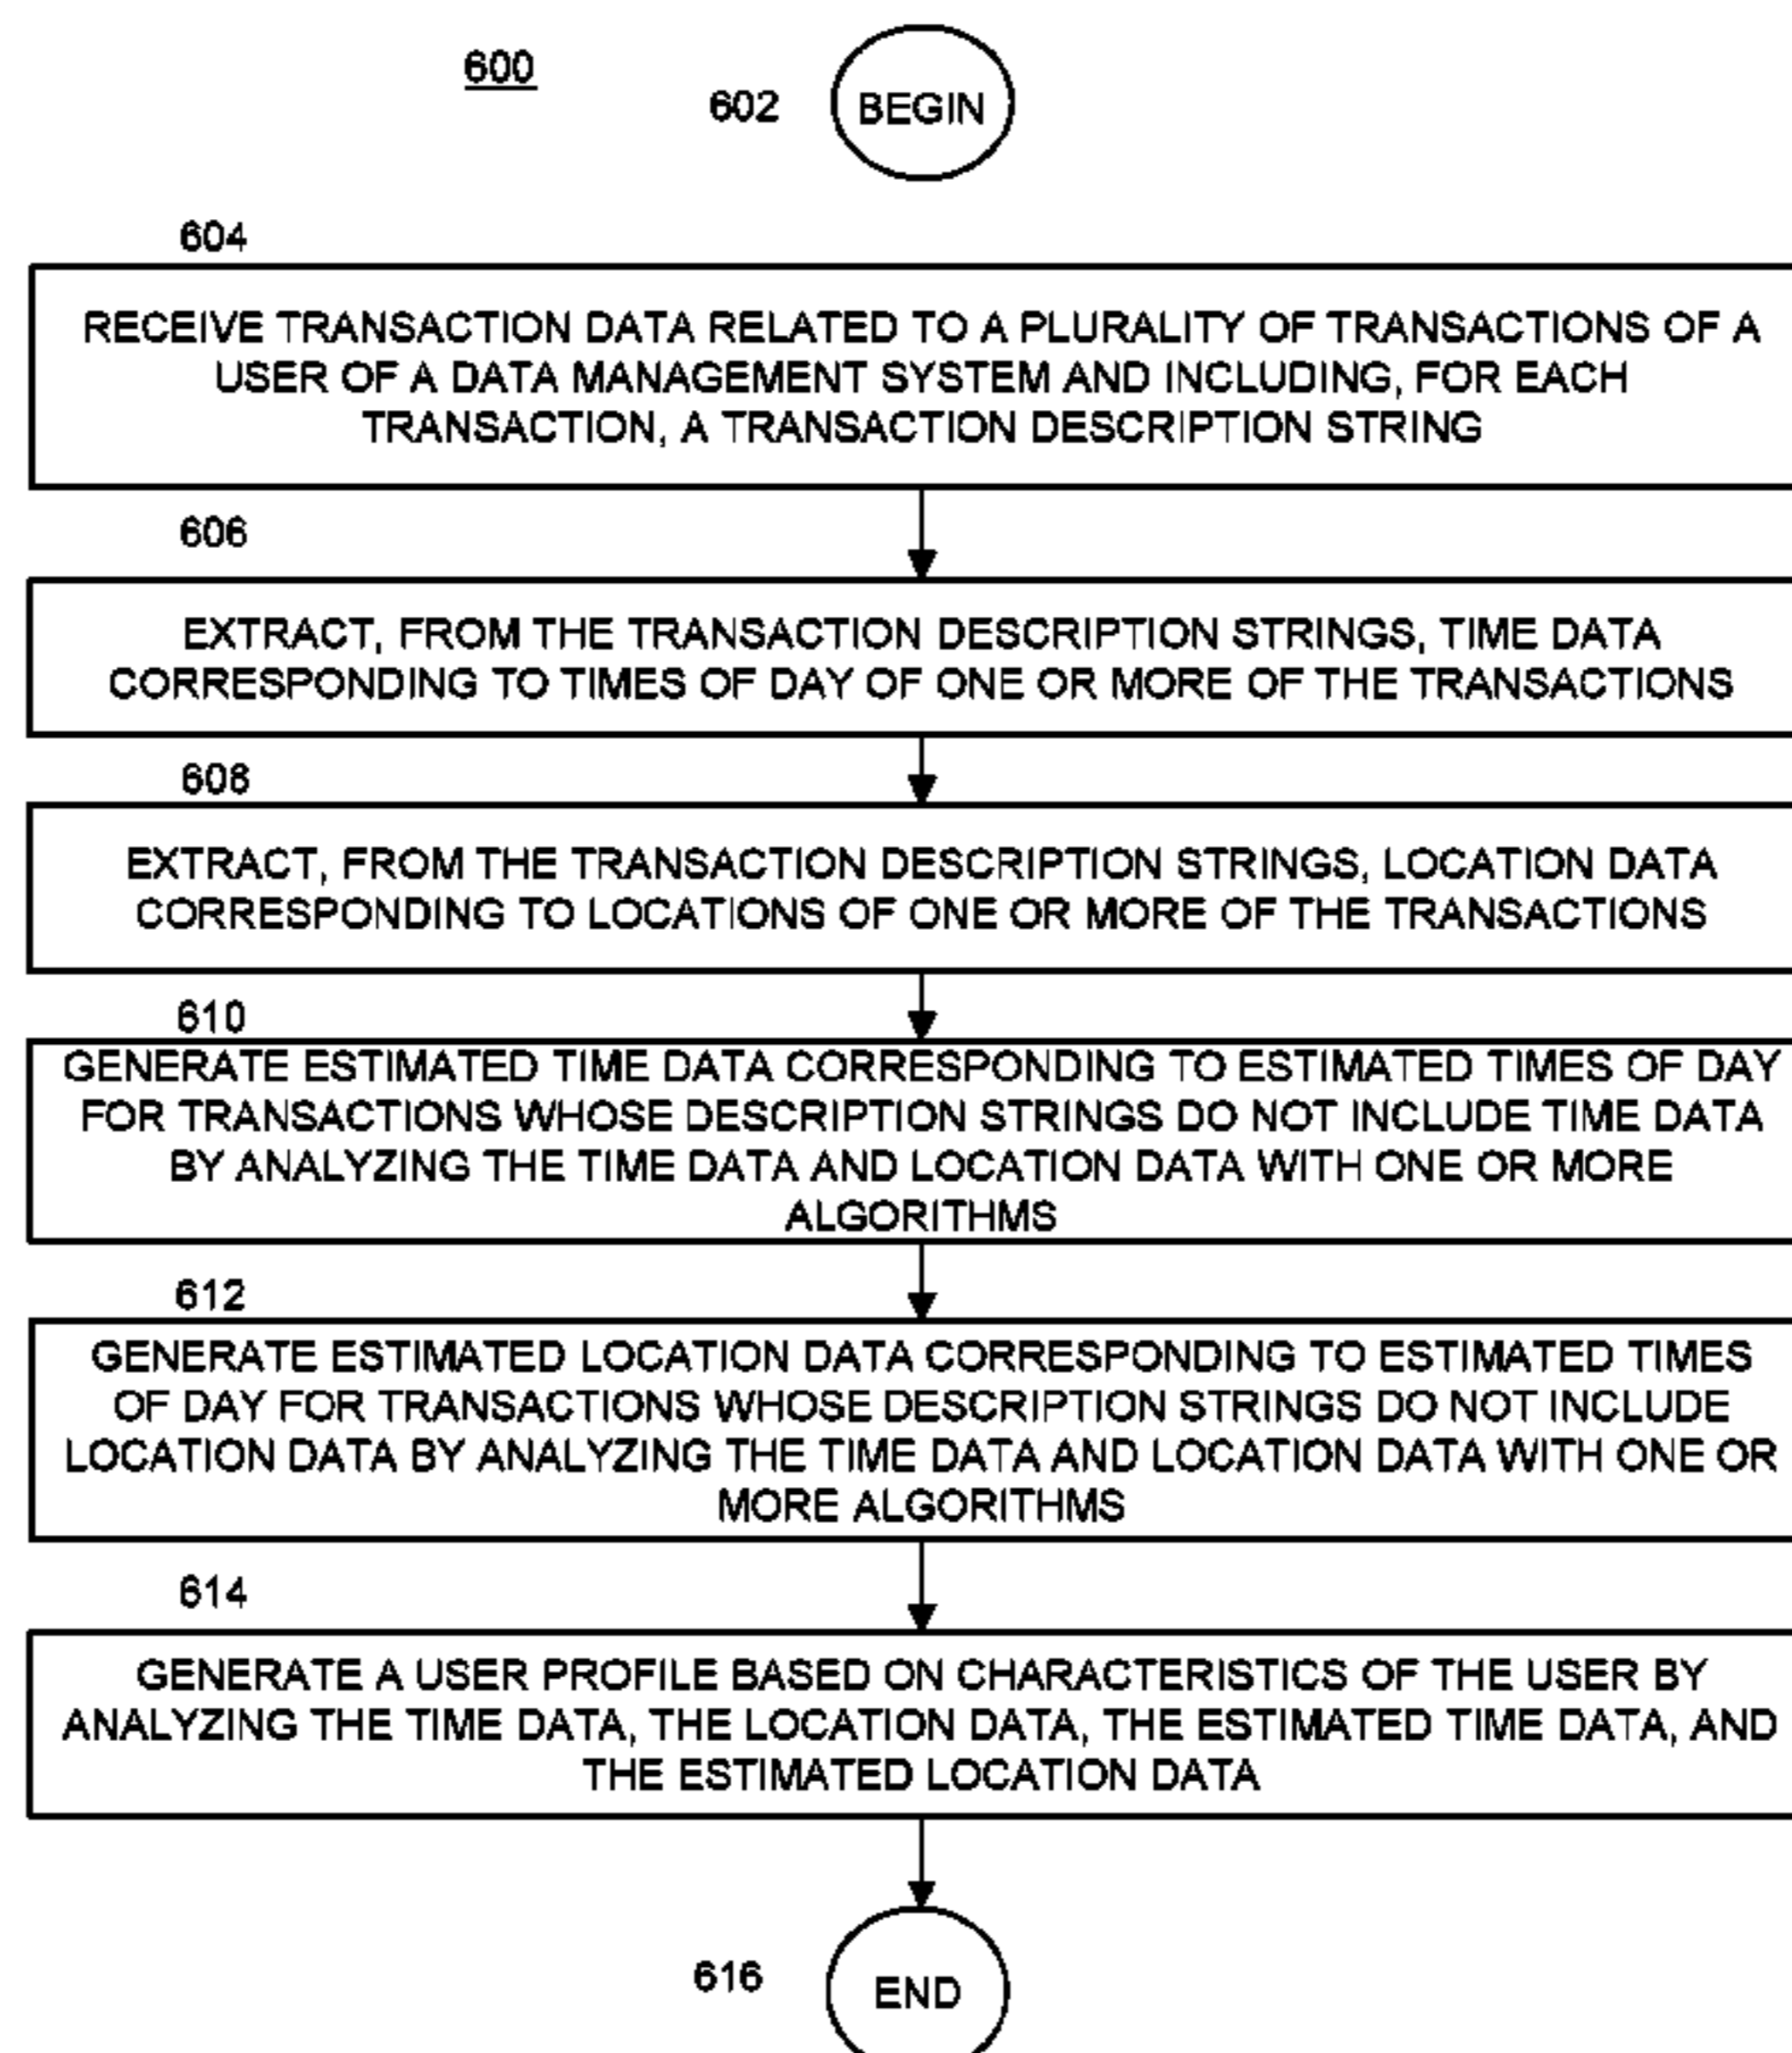 600
602
BEGIN
604
RECEIVE TRANSACTION DATA RELATED TO A PLURALITY OF TRANSACTIONS OF A
USER OF A DATA MANAGEMENT SYSTEM AND INCLUDING, FOR EACH
TRANSACTION, A TRANSACTION DESCRIPTION STRING
606
EXTRACT, FROM THE TRANSACTION DESCRIPTION STRINGS, TIME DATA
CORRESPONDING TO TIMES OF DAY OF ONE OR MORE OF THE TRANSACTIONS
608
EXTRACT, FROM THE TRANSACTION DESCRIPTION STRINGS, LOCATION DATA
CORRESPONDING TO LOCATIONS OF ONE OR MORE OF THE TRANSACTIONS
610
GENERATE ESTIMATED TIME DATA CORRESPONDING TO ESTIMATED TIMES OF DAY
FOR TRANSACTIONS WHOSE DESCRIPTION STRINGS DO NOT INCLUDE TIME DATA
BY ANALYZING THE TIME DATA AND LOCATION DATA WITH ONE OR MORE
ALGORITHMS
612
GENERATE ESTIMATED LOCATION DATA CORRESPONDING TO ESTIMATED TIMES
OF DAY FOR TRANSACTIONS WHOSE DESCRIPTION STRINGS DO NOT INCLUDE
LOCATION DATA BY ANALYZING THE TIME DATA AND LOCATION DATA WITH ONE OR
MORE ALGORITHMS
614
GENERATE A USER PROFILE BASED ON CHARACTERISTICS OF THE USER BY
ANALYZING THE TIME DATA, THE LOCATION DATA, THE ESTIMATED TIME DATA, AND
THE ESTIMATED LOCATION DATA
616
END